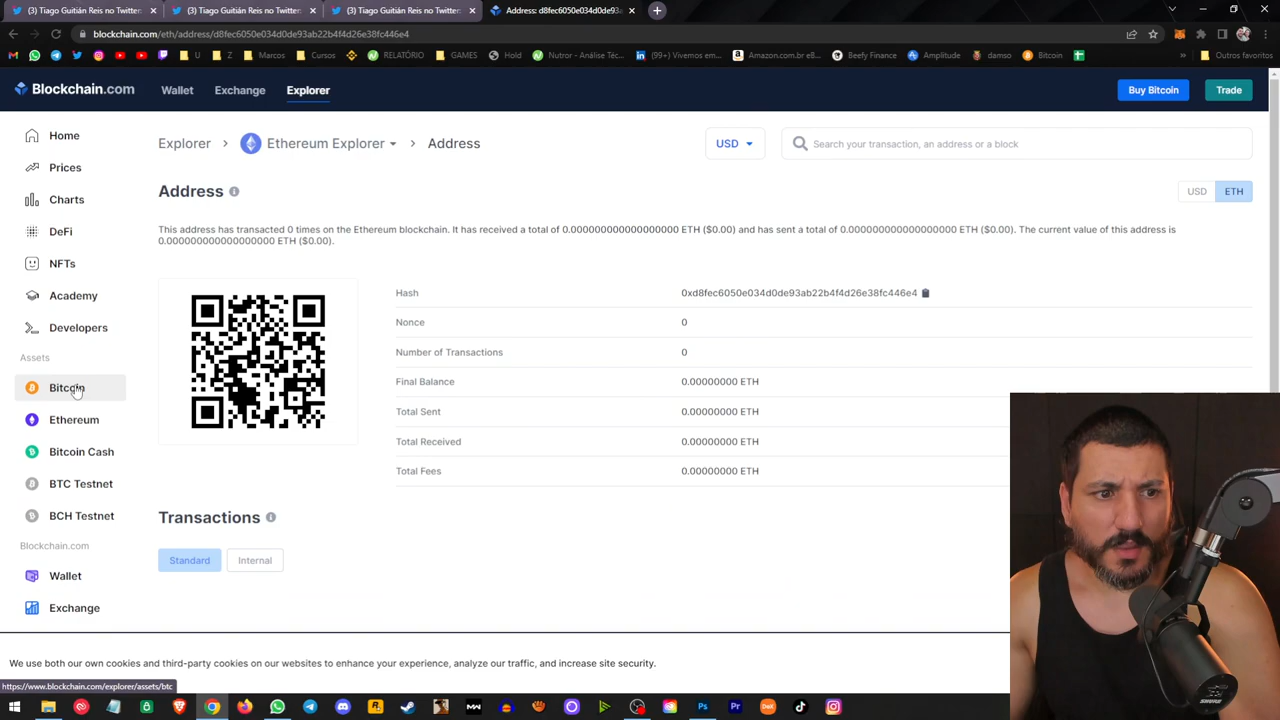 (3) Tiago Guitián Reis no Twitter
(3) Tiago Guitián Reis no Twitter
(3) Tiago Guitián Reis no Twitter
Address: d8fec6050e034d0de93a
blockchain.com/eth/address/d8fec6050e034d0de93ab22b4f4d26e38fc446e4
U
Z
Marcos
Cursos
RELATÓRIO
GAMES
Hold
Nutror - Análise Téc...
(99+) Vivemos em...
Amazon.com.br e8...
Beefy Finance
Amplitude
damso
Bitcoin
Outros favoritos
Blockchain.com
Wallet
Exchange
Explorer
Buy Bitcoin
Trade
Home
Prices
Charts
DeFi
NFTs
Academy
Developers
Assets
Bitcoin
Ethereum
Bitcoin Cash
BTC Testnet
BCH Testnet
Blockchain.com
Wallet
Exchange
Explorer > Ethereum Explorer > Address
USD
Search your transaction, an address or a block
Address
USD
ETH
This address has transacted 0 times on the Ethereum blockchain. It has received a total of 0.000000000000000000 ETH ($0.00) and has sent a total of 0.000000000000000000 ETH ($0.00). The current value of this address is
0.000000000000000000 ETH ($0.00).
Hash 0xd8fec6050e034d0de93ab22b4f4d26e38fc446e4
Nonce 0
Number of Transactions 0
Final Balance 0.00000000 ETH
Total Sent 0.00000000 ETH
Total Received 0.00000000 ETH
Total Fees 0.00000000 ETH
Transactions
Standard
Internal
We use both our own cookies and third-party cookies on our websites to enhance your experience, analyze our traffic, and increase site security.
https://www.blockchain.com/explorer/assets/btc
SHURE